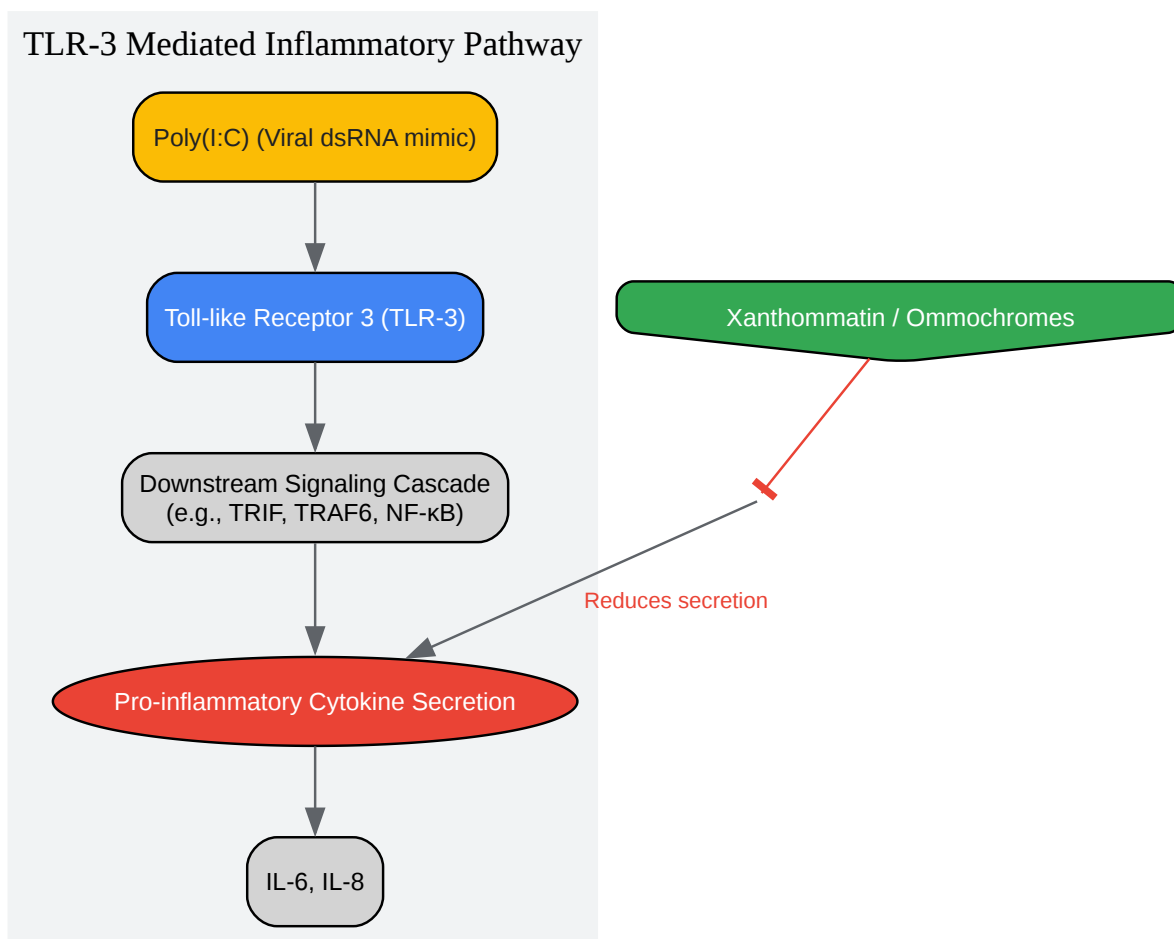 TLR-3 Mediated Inflammatory Pathway
Poly(I:C) (Viral dsRNA mimic)
Toll-like Receptor 3 (TLR-3)
Xanthommatin / Ommochromes
Downstream Signaling Cascade
(e.g., TRIF, TRAF6, NF-κB)
Reduces secretion
Pro-inflammatory Cytokine Secretion
IL-6, IL-8